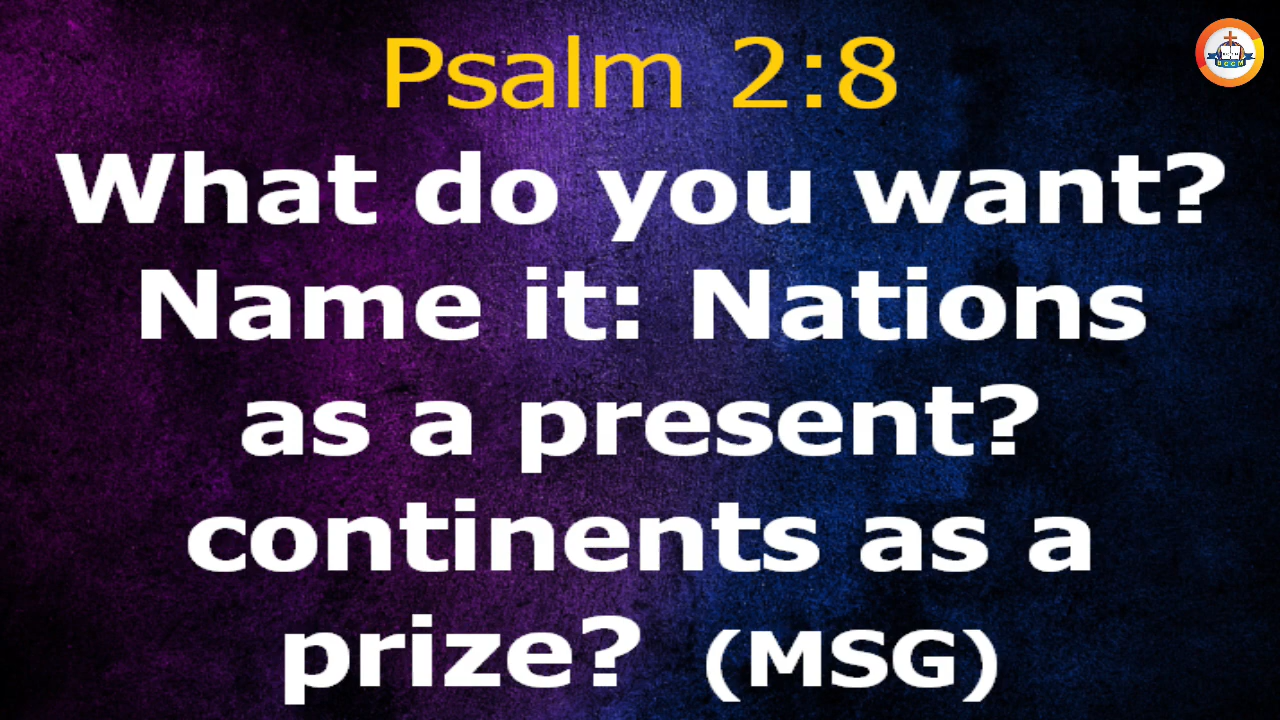 Psalm 2:8
What do you want?
Name it: Nations
as a present?
continents as a
prize? (MSG)